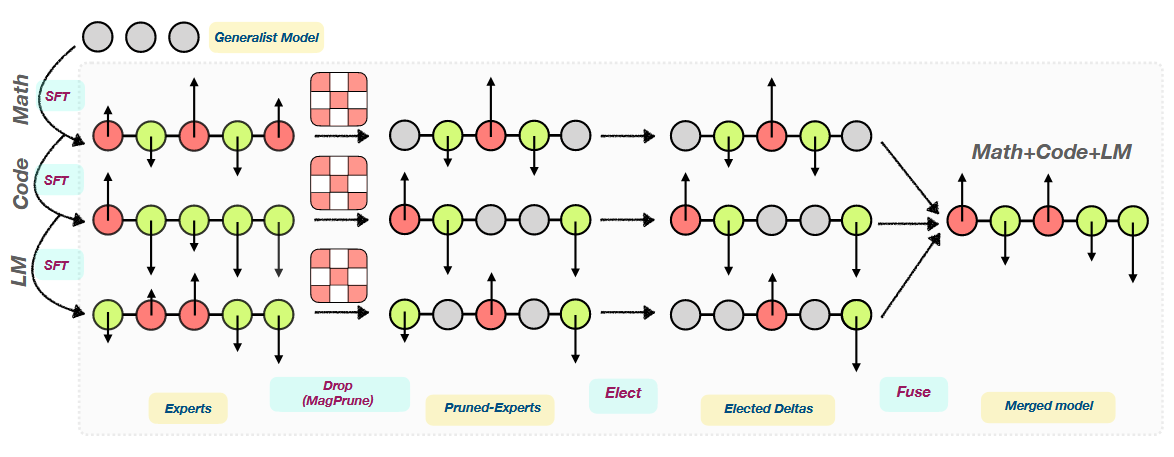 Generalist Model
Math
SFT
Code
SFT
LM
SFT
Math+Code+LM
Experts
Drop
(MagPrune)
Pruned-Experts
Elect
Elected Deltas
Fuse
Merged model